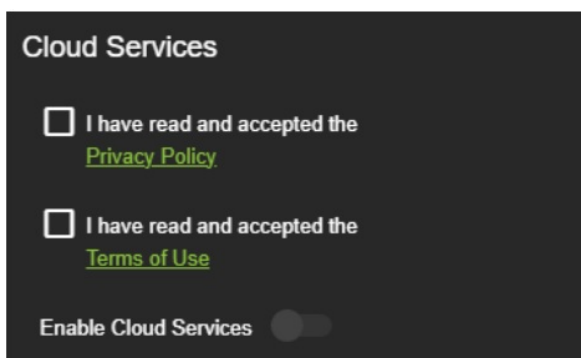 Cloud Services
I have read and accepted the
Privacy Policy
I have read and accepted the
Terms of Use
Enable Cloud Services